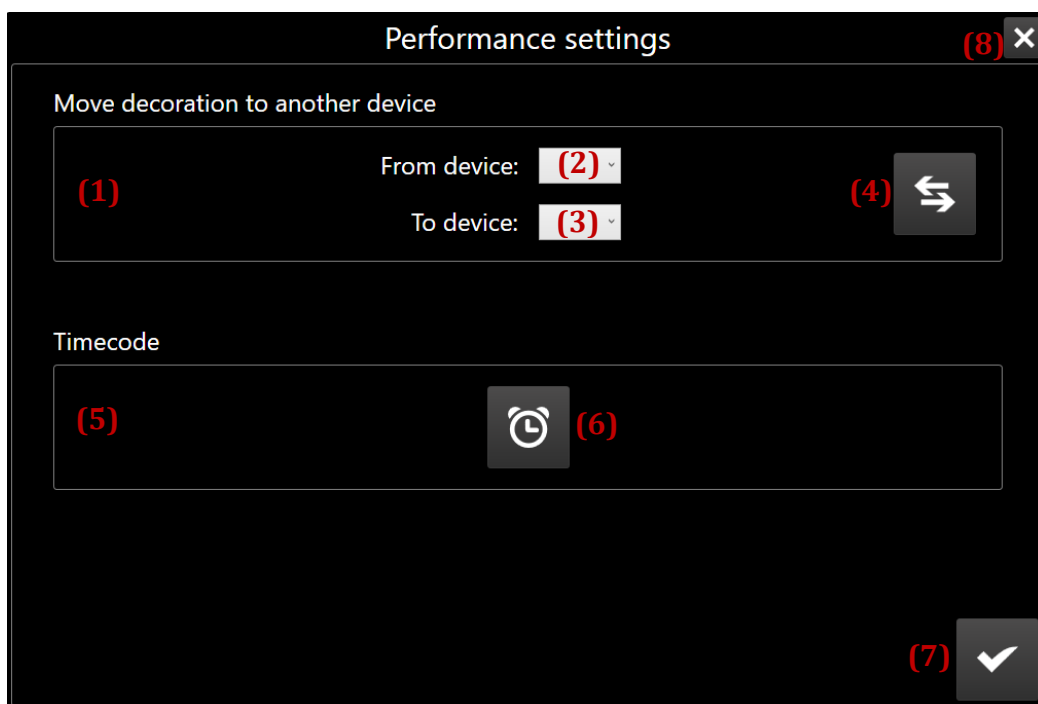 Performance settings
(8)
Move decoration to another device
(1)
From device: (2)
(4)
To device: (3)
Timecode
(5)
(6)
(7)